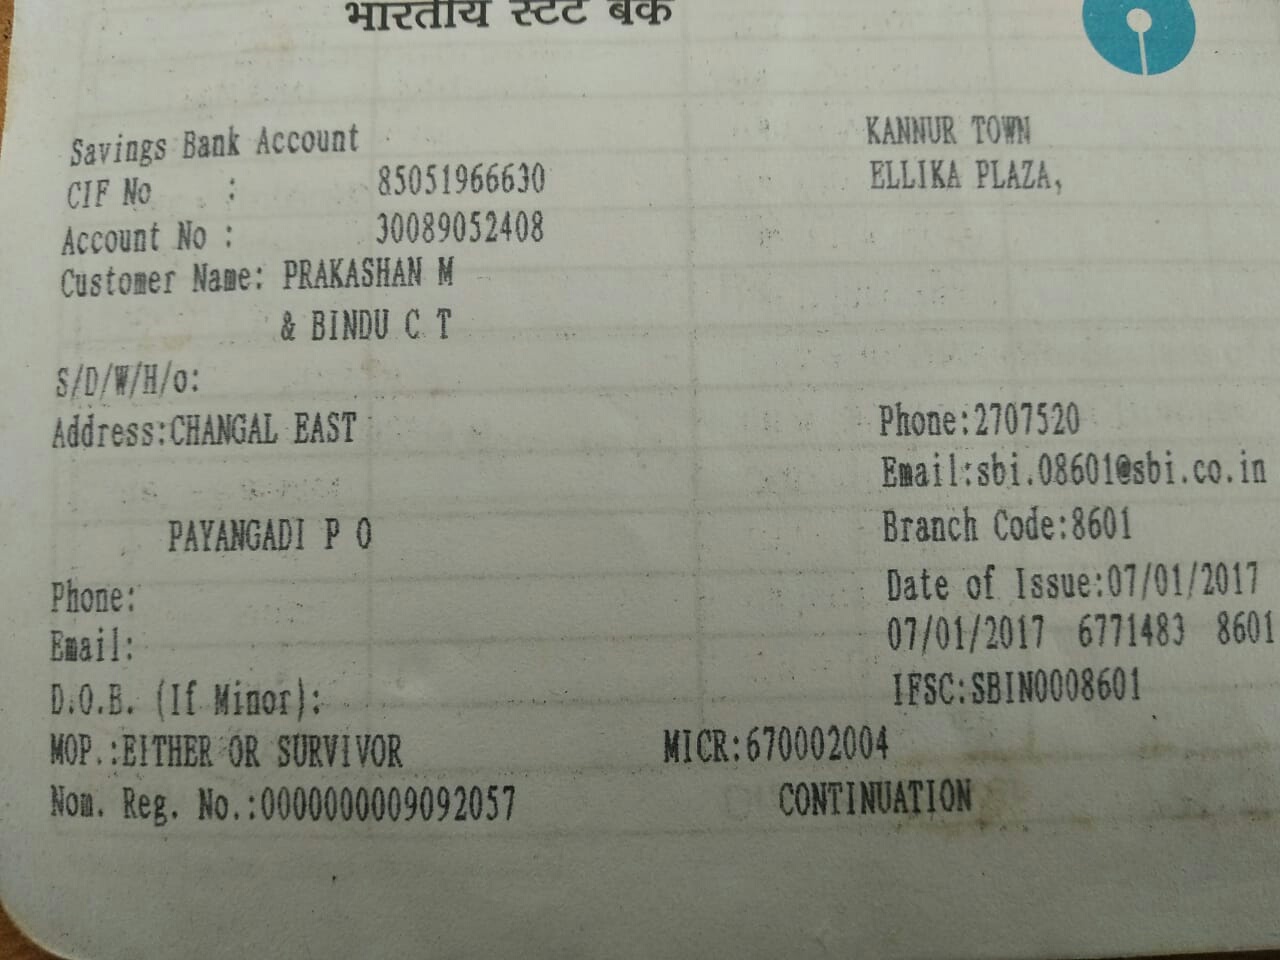 भारतीय स्टेट बैंक
Savings Bank Account
KANNUR TOWN
CIF No : 85051966630
ELLIKA PLAZA,
Account No : 30089052408
Customer Name: PRAKASHAN M
& BINDU C T
S/D/W/H/o:
Address:CHANGAL EAST
Phone:2707520
Email:sbi.08601@sbi.co.in
PAYANGADI P O
Branch Code:8601
Phone:
Date of Issue:07/01/2017
Email:
07/01/2017 6771483 8601
D.O.B. (If Minor):
IFSC:SBIN0008601
MOP.:EITHER OR SURVIVOR
MICR:670002004
Nom. Reg. No.:0000000009092057
CONTINUATION